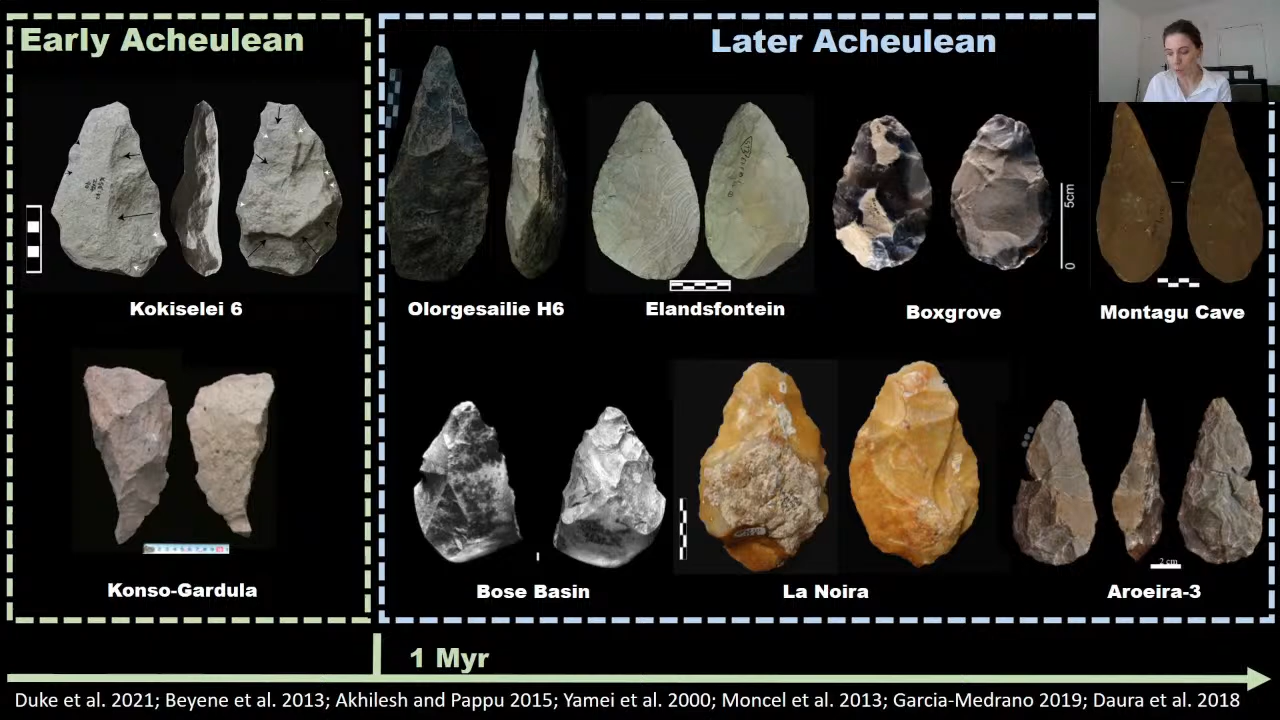 Early Acheulean
Later Acheulean
Kokiselei 6
Olorgesailie H6
Elandsfontein
5cm
0
Boxgrove
Montagu Cave
Konso-Gardula
Bose Basin
La Noira
2 cm
Aroeira-3
1 Myr
Duke et al. 2021; Beyene et al. 2013; Akhilesh and Pappu 2015; Yamei et al. 2000; Moncel et al. 2013; Garcia-Medrano 2019; Daura et al. 2018